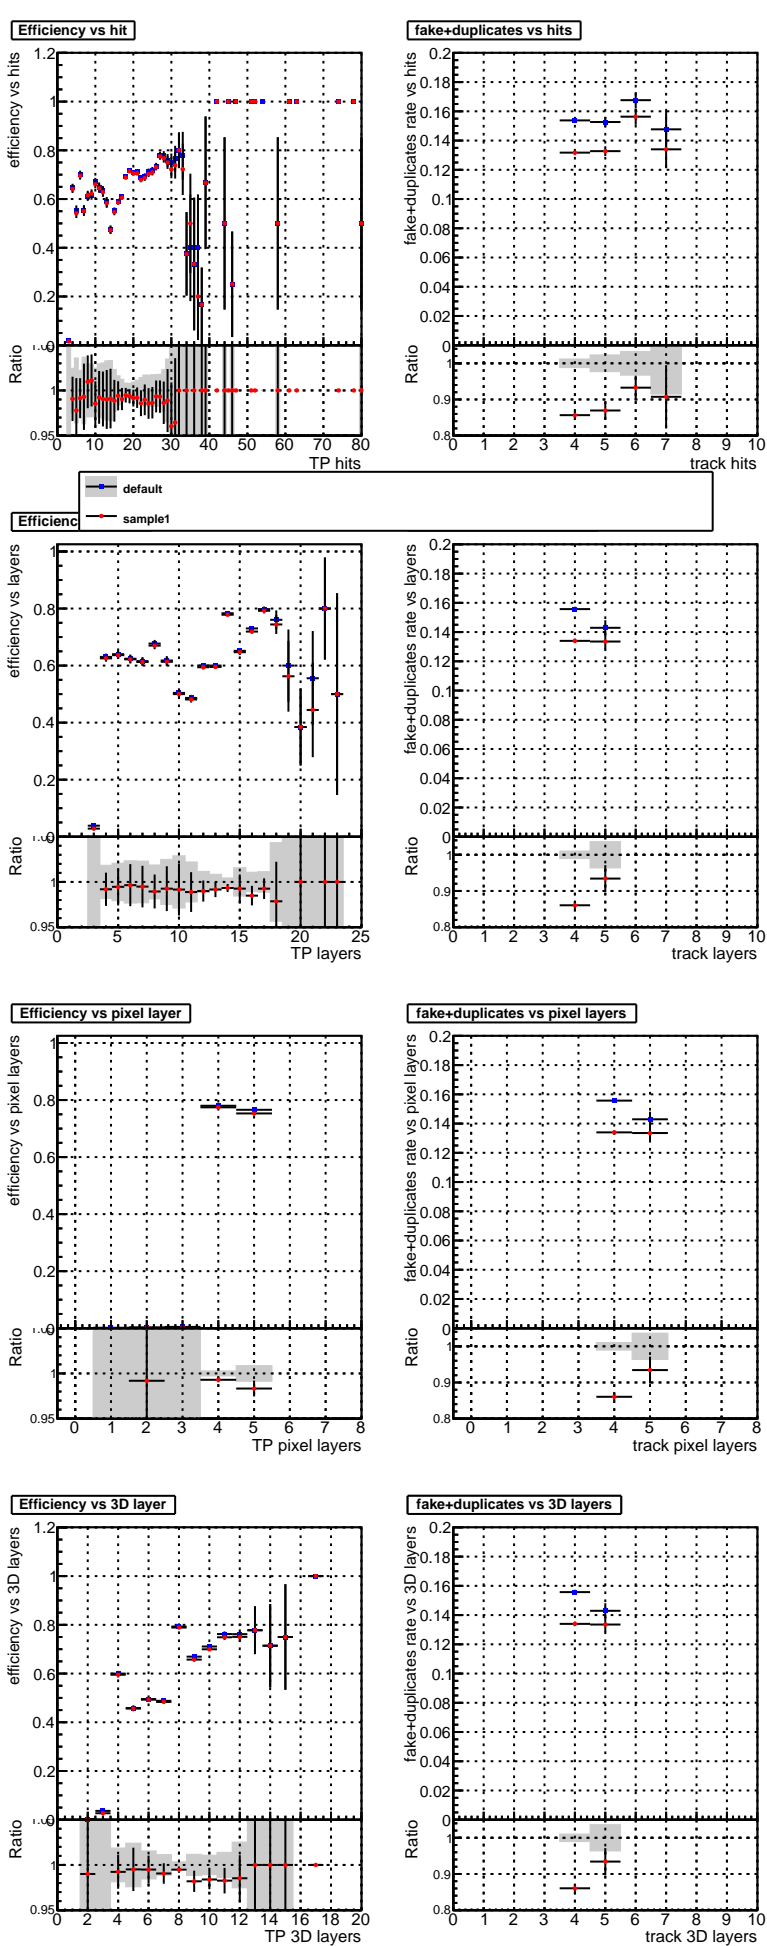 Efficiency vs hit
fake+duplicates vs hits
efficiency vs hits
1.2
1
0.8
0.6
0.4
0.2
0
Ratio
1
0.95
0 10 20 30 40 50 60 70 80
TP hits
fake+duplicates rate vs hits
0.2
0.18
0.16
0.14
0.12
0.1
0.08
0.06
0.04
0.02
0
Ratio
1
0.9
0.8
0 1 2 3 4 5 6 7 8 9 10
track hits
default
sample1
Efficienc
efficiency vs layers
1
0.8
0.6
0.4
0.2
0
Ratio
1
0.95
0 5 10 15 20 25
TP layers
fake+duplicates rate vs layers
0.2
0.18
0.16
0.14
0.12
0.1
0.08
0.06
0.04
0.02
0
Ratio
1
0.9
0.8
0 1 2 3 4 5 6 7 8 9 10
track layers
Efficiency vs pixel layer
fake+duplicates vs pixel layers
efficiency vs pixel layers
1
0.8
0.6
0.4
0.2
0
Ratio
1
0.95
0 1 2 3 4 5 6 7 8
TP pixel layers
fake+duplicates rate vs pixel layers
0.2
0.18
0.16
0.14
0.12
0.1
0.08
0.06
0.04
0.02
0
Ratio
1
0.9
0.8
0 1 2 3 4 5 6 7 8
track pixel layers
Efficiency vs 3D layer
fake+duplicates vs 3D layers
efficiency vs 3D layers
1.2
1
0.8
0.6
0.4
0.2
0
Ratio
1
0.95
0 2 4 6 8 10 12 14 16 18 20
TP 3D layers
fake+duplicates rate vs 3D layers
0.2
0.18
0.16
0.14
0.12
0.1
0.08
0.06
0.04
0.02
0
Ratio
1
0.9
0.8
0 1 2 3 4 5 6 7 8 9 10
track 3D layers